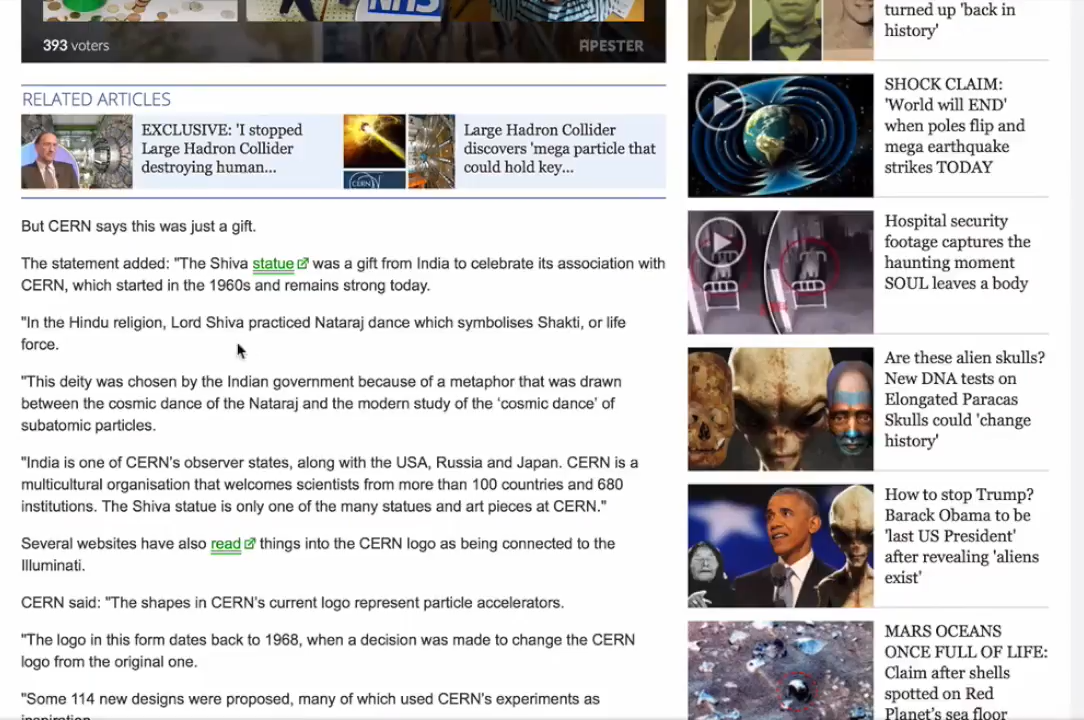 NHS
393 voters
APESTER
RELATED ARTICLES
EXCLUSIVE: 'I stopped
Large Hadron Collider
destroying human...
CERN
Large Hadron Collider
discovers 'mega particle that
could hold key...
But CERN says this was just a gift.
The statement added: "The Shiva statue was a gift from India to celebrate its association with
CERN, which started in the 1960s and remains strong today.
"In the Hindu religion, Lord Shiva practiced Nataraj dance which symbolises Shakti, or life
force.
"This deity was chosen by the Indian government because of a metaphor that was drawn
between the cosmic dance of the Nataraj and the modern study of the ‘cosmic dance’ of
subatomic particles.
"India is one of CERN's observer states, along with the USA, Russia and Japan. CERN is a
multicultural organisation that welcomes scientists from more than 100 countries and 680
institutions. The Shiva statue is only one of the many statues and art pieces at CERN."
Several websites have also read things into the CERN logo as being connected to the
Illuminati.
CERN said: "The shapes in CERN's current logo represent particle accelerators.
"The logo in this form dates back to 1968, when a decision was made to change the CERN
logo from the original one.
"Some 114 new designs were proposed, many of which used CERN's experiments as
inspiration
turned up 'back in
history'
SHOCK CLAIM:
'World will END'
when poles flip and
mega earthquake
strikes TODAY
Hospital security
footage captures the
haunting moment
SOUL leaves a body
Are these alien skulls?
New DNA tests on
Elongated Paracas
Skulls could 'change
history'
How to stop Trump?
Barack Obama to be
'last US President'
after revealing 'aliens
exist'
MARS OCEANS
ONCE FULL OF LIFE:
Claim after shells
spotted on Red
Planet's sea floor